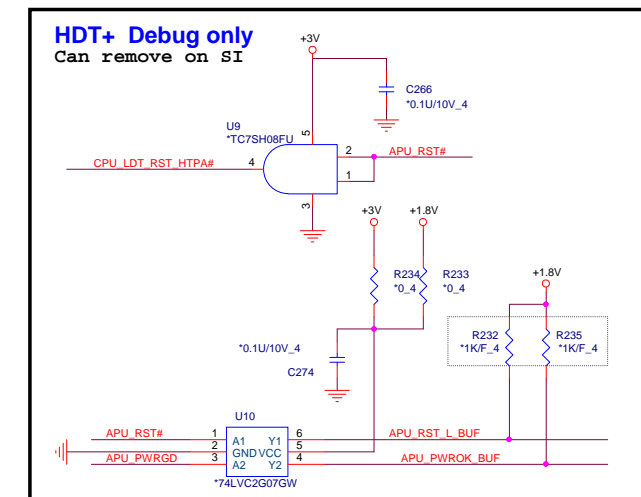 HDT+ Debug only
Can remove on SI
+3V
C266
*0.1U/10V_4
U9
*TC7SH08FU
5
CPU_LDT_RST_HTPA#
4
2
APU_RST#
1
3
+3V
+1.8V
R234
*0_4
R233
*0_4
+1.8V
*0.1U/10V_4
C274
R232
*1K/F_4
R235
*1K/F_4
U10
APU_RST#
1
A1
Y1
6
APU_RST_L_BUF
2
GND
VCC
5
APU_PWRGD
3
A2
Y2
4
APU_PWROK_BUF
*74LVC2G07GW